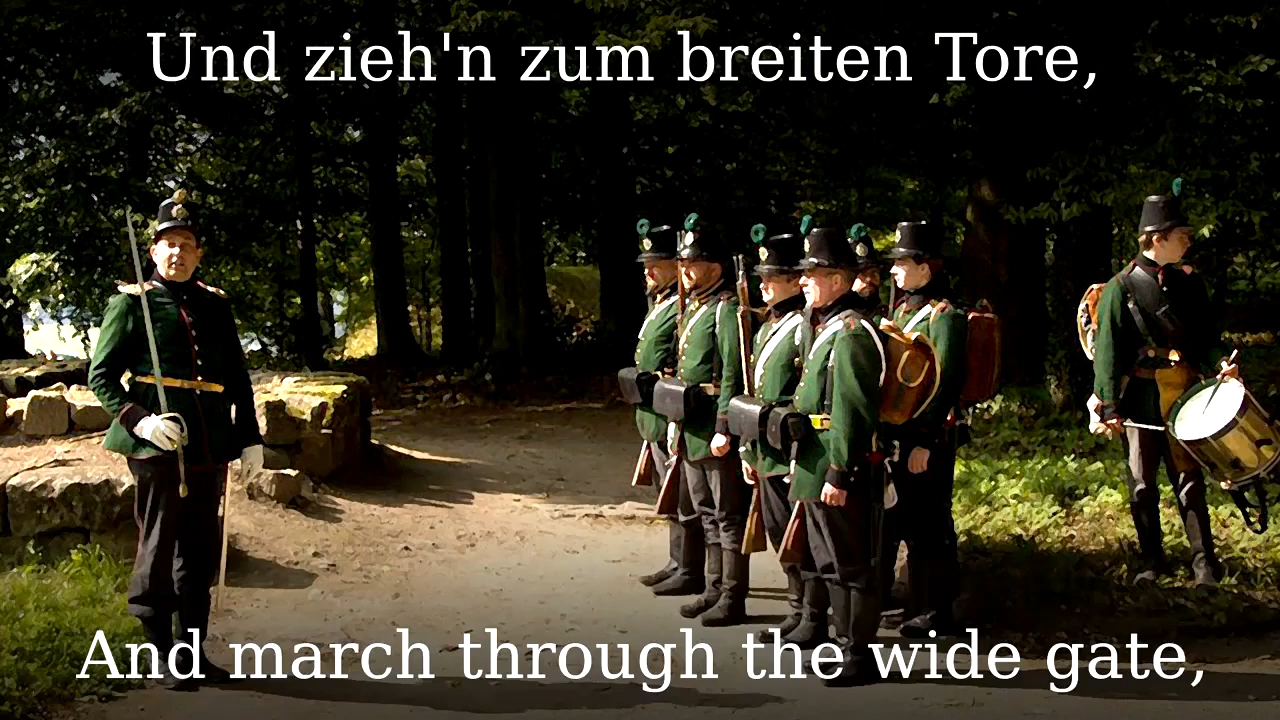 Und zieh'n zum breiten Tore,
And march through the wide gate,